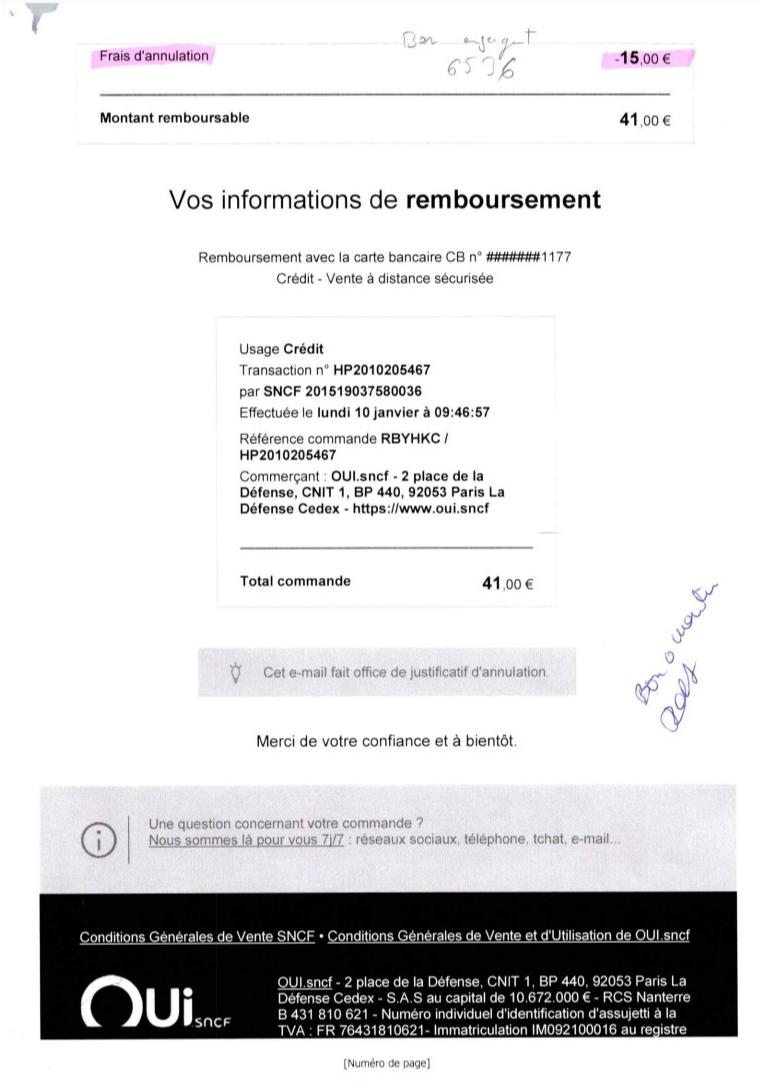 Bon engagt
6536
Frais d'annulation -15,00 €
Montant remboursable 41,00 €
Vos informations de remboursement
Remboursement avec la carte bancaire CB n° #######1177
Crédit - Vente à distance sécurisée
Usage Crédit
Transaction n° HP2010205467
par SNCF 201519037580036
Effectuée le lundi 10 janvier à 09:46:57
Référence commande RBYHKC /
HP2010205467
Commerçant : OUI.sncf - 2 place de la
Défense, CNIT 1, BP 440, 92053 Paris La
Défense Cedex - https://www.oui.sncf
Total commande 41,00 €
Bon à
Cet e-mail fait office de justificatif d'annulation.
Merci de votre confiance et à bientôt.
Une question concernant votre commande ?
Nous sommes là pour vous 7j/7 : réseaux sociaux, téléphone, tchat, e-mail...
Conditions Générales de Vente SNCF • Conditions Générales de Vente et d'Utilisation de OUI.sncf
OUI.sncf
OUI.sncf - 2 place de la Défense, CNIT 1, BP 440, 92053 Paris La
Défense Cedex - S.A.S au capital de 10.672.000 € - RCS Nanterre
B 431 810 621 - Numéro individuel d'identification d'assujetti à la
TVA : FR 76431810621- Immatriculation IM092100016 au registre
[Numéro de page]